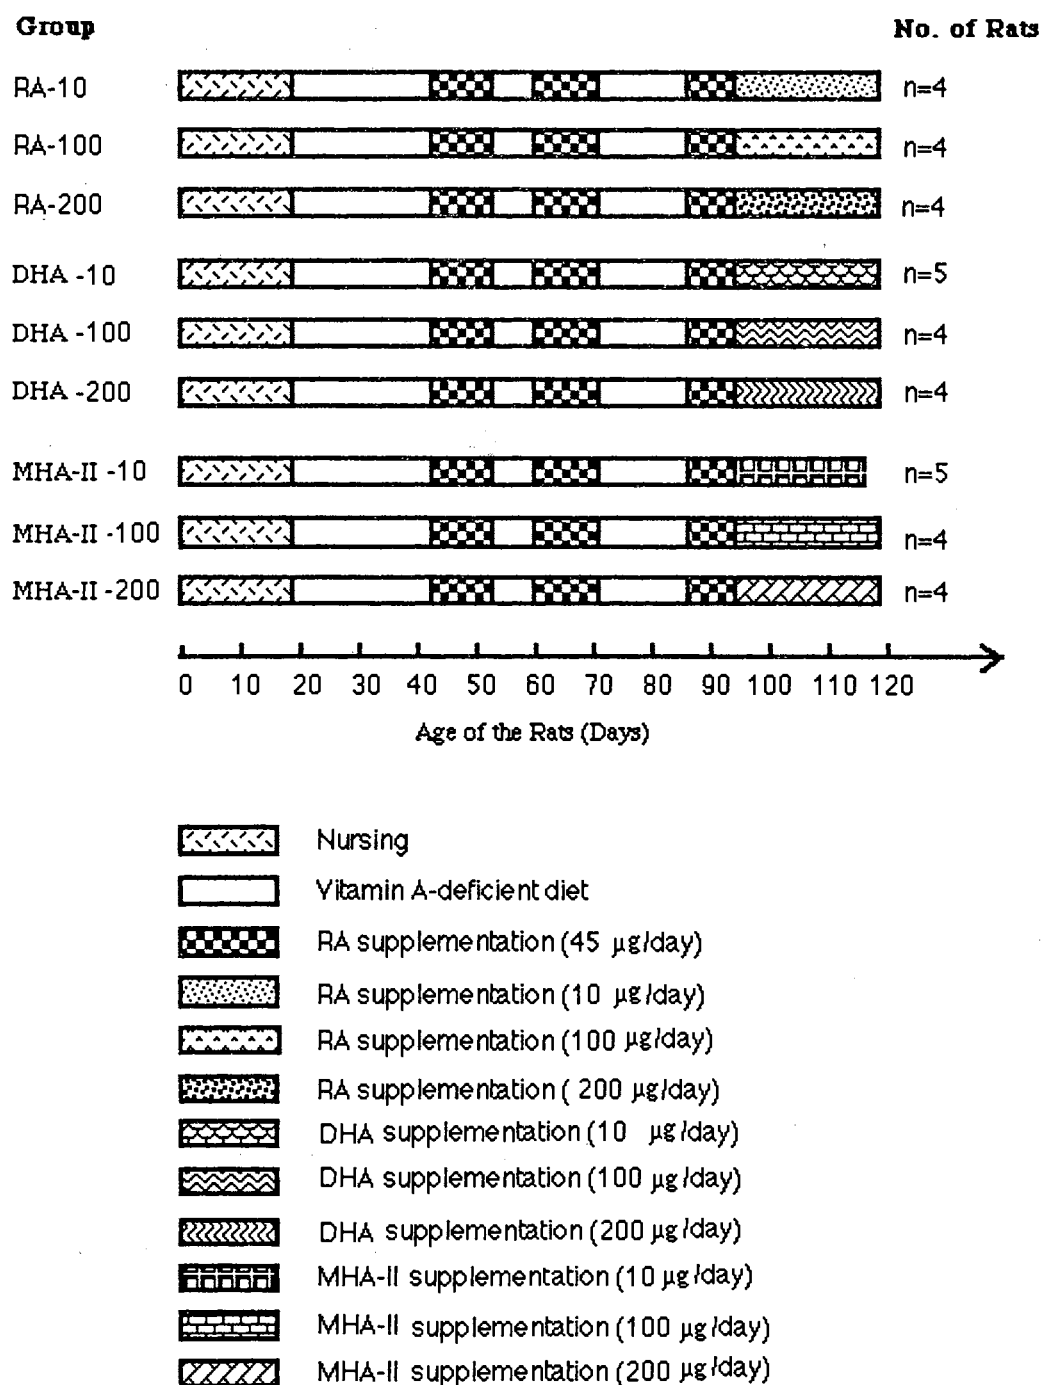 Group No. of Rats
RA-10 n=4
RA-100 n=4
RA-200 n=4
DHA -10 n=5
DHA -100 n=4
DHA -200 n=4
MHA-II -10 n=5
MHA-II -100 n=4
MHA-II -200 n=4
0 10 20 30 40 50 60 70 80 90 100 110 120
Age of the Rats (Days)
Nursing
Vitamin A-deficient diet
RA supplementation (45 µg/day)
RA supplementation (10 µg/day)
RA supplementation (100 µg/day)
RA supplementation ( 200 µg/day)
DHA supplementation (10 µg/day)
DHA supplementation (100 µg/day)
DHA supplementation (200 µg/day)
MHA-II supplementation (10 µg/day)
MHA-II supplementation (100 µg/day)
MHA-II supplementation (200 µg/day)